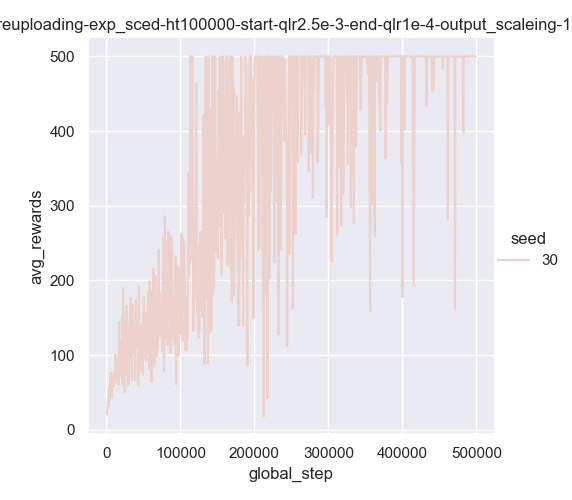 reuploading-exp_sced-ht100000-start-qlr2.5e-3-end-qlr1e-4-output_scaleing-1
500
400
300
200
100
0
avg_rewards
0 100000 200000 300000 400000 500000
global_step
seed
30